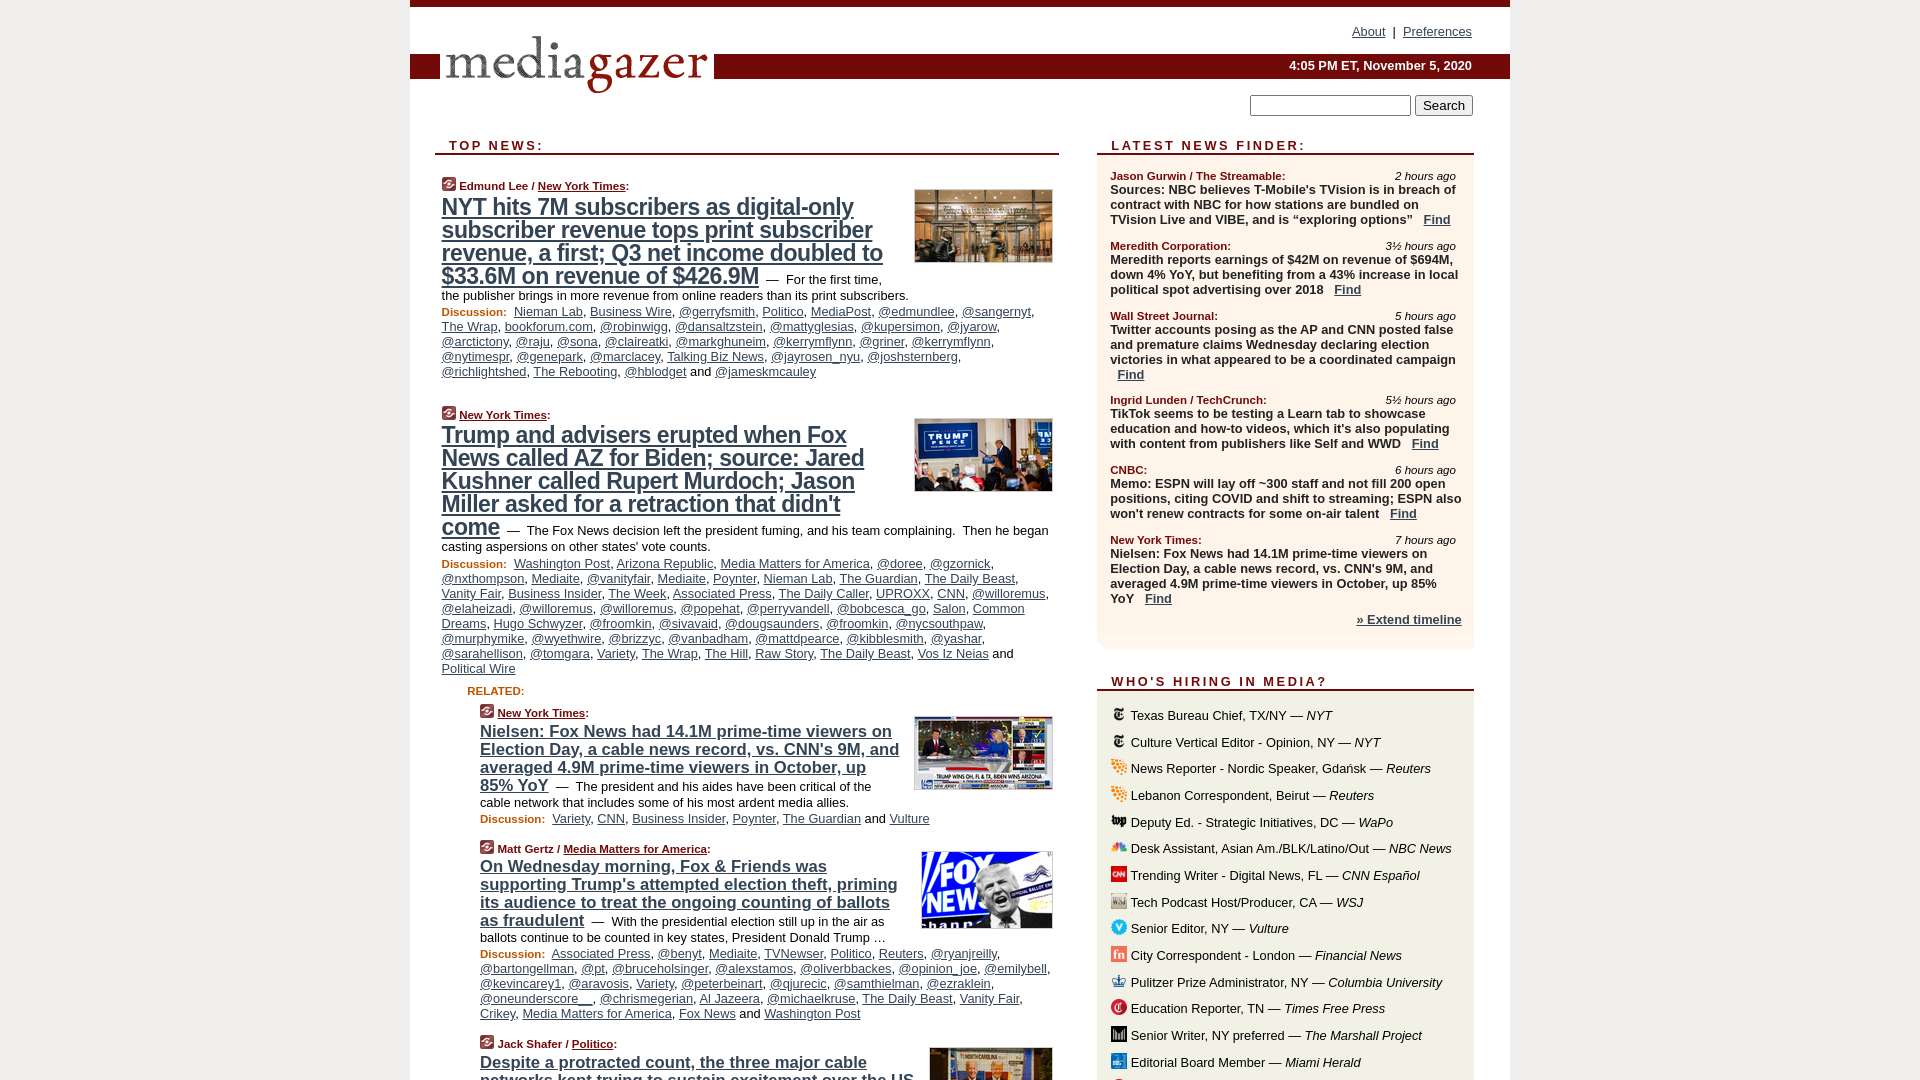 About | Preferences
mediagazer
4:05 PM ET, November 5, 2020
Search
TOP NEWS:
Edmund Lee / New York Times:
NYT hits 7M subscribers as digital-only
subscriber revenue tops print subscriber
revenue, a first; Q3 net income doubled to
$33.6M on revenue of $426.9M — For the first time,
the publisher brings in more revenue from online readers than its print subscribers.
Discussion: Nieman Lab, Business Wire, @gerryfsmith, Politico, MediaPost, @edmundlee, @sangernyt,
The Wrap, bookforum.com, @robinwigg, @dansaltzstein, @mattyglesias, @kupersimon, @jyarow,
@arctictony, @raju, @sona, @claireatki, @markghuneim, @kerrymflynn, @griner, @kerrymflynn,
@nytimespr, @genepark, @marclacey, Talking Biz News, @jayrosen_nyu, @joshsternberg,
@richlightshed, The Rebooting, @hblodget and @jameskmcauley
New York Times:
Trump and advisers erupted when Fox
News called AZ for Biden; source: Jared
Kushner called Rupert Murdoch; Jason
Miller asked for a retraction that didn't
come — The Fox News decision left the president fuming, and his team complaining. Then he began
casting aspersions on other states' vote counts.
Discussion: Washington Post, Arizona Republic, Media Matters for America, @doree, @gzornick,
@nxthompson, Mediaite, @vanityfair, Mediaite, Poynter, Nieman Lab, The Guardian, The Daily Beast,
Vanity Fair, Business Insider, The Week, Associated Press, The Daily Caller, UPROXX, CNN, @willoremus,
@elaheizadi, @willoremus, @willoremus, @popehat, @perryvandell, @bobcesca_go, Salon, Common
Dreams, Hugo Schwyzer, @froomkin, @sivavaid, @dougsaunders, @froomkin, @nycsouthpaw,
@murphymike, @wyethwire, @brizzyc, @vanbadham, @mattdpearce, @kibblesmith, @yashar,
@sarahellison, @tomgara, Variety, The Wrap, The Hill, Raw Story, The Daily Beast, Vos Iz Neias and
Political Wire
RELATED:
New York Times:
Nielsen: Fox News had 14.1M prime-time viewers on
Election Day, a cable news record, vs. CNN's 9M, and
averaged 4.9M prime-time viewers in October, up
85% YoY — The president and his aides have been critical of the
cable network that includes some of his most ardent media allies.
Discussion: Variety, CNN, Business Insider, Poynter, The Guardian and Vulture
Matt Gertz / Media Matters for America:
On Wednesday morning, Fox & Friends was
supporting Trump's attempted election theft, priming
its audience to treat the ongoing counting of ballots
as fraudulent — With the presidential election still up in the air as
ballots continue to be counted in key states, President Donald Trump …
Discussion: Associated Press, @benyt, Mediaite, TVNewser, Politico, Reuters, @ryanjreilly,
@bartongellman, @pt, @bruceholsinger, @alexstamos, @oliverbbackes, @opinion_joe, @emilybell,
@kevincarey1, @aravosis, Variety, @peterbeinart, @qjurecic, @samthielman, @ezraklein,
@oneunderscore__, @chrismegerian, Al Jazeera, @michaelkruse, The Daily Beast, Vanity Fair,
Crikey, Media Matters for America, Fox News and Washington Post
Jack Shafer / Politico:
Despite a protracted count, the three major cable
networks kept trying to sustain excitement over the US
TRUMP
PENCE
TRUMP WINS OH, FL & TX, BIDEN WINS ARIZONA
FOX
NEWS
LATEST NEWS FINDER:
Jason Gurwin / The Streamable: 2 hours ago
Sources: NBC believes T-Mobile's TVision is in breach of
contract with NBC for how stations are bundled on
TVision Live and VIBE, and is “exploring options” Find
Meredith Corporation: 3½ hours ago
Meredith reports earnings of $42M on revenue of $694M,
down 4% YoY, but benefiting from a 43% increase in local
political spot advertising over 2018 Find
Wall Street Journal: 5 hours ago
Twitter accounts posing as the AP and CNN posted false
and premature claims Wednesday declaring election
victories in what appeared to be a coordinated campaign
Find
Ingrid Lunden / TechCrunch: 5½ hours ago
TikTok seems to be testing a Learn tab to showcase
education and how-to videos, which it's also populating
with content from publishers like Self and WWD Find
CNBC: 6 hours ago
Memo: ESPN will lay off ~300 staff and not fill 200 open
positions, citing COVID and shift to streaming; ESPN also
won't renew contracts for some on-air talent Find
New York Times: 7 hours ago
Nielsen: Fox News had 14.1M prime-time viewers on
Election Day, a cable news record, vs. CNN's 9M, and
averaged 4.9M prime-time viewers in October, up 85%
YoY Find
» Extend timeline
WHO'S HIRING IN MEDIA?
Texas Bureau Chief, TX/NY — NYT
Culture Vertical Editor - Opinion, NY — NYT
News Reporter - Nordic Speaker, Gdańsk — Reuters
Lebanon Correspondent, Beirut — Reuters
Deputy Ed. - Strategic Initiatives, DC — WaPo
Desk Assistant, Asian Am./BLK/Latino/Out — NBC News
Trending Writer - Digital News, FL — CNN Español
Tech Podcast Host/Producer, CA — WSJ
Senior Editor, NY — Vulture
City Correspondent - London — Financial News
Pulitzer Prize Administrator, NY — Columbia University
Education Reporter, TN — Times Free Press
Senior Writer, NY preferred — The Marshall Project
Editorial Board Member — Miami Herald